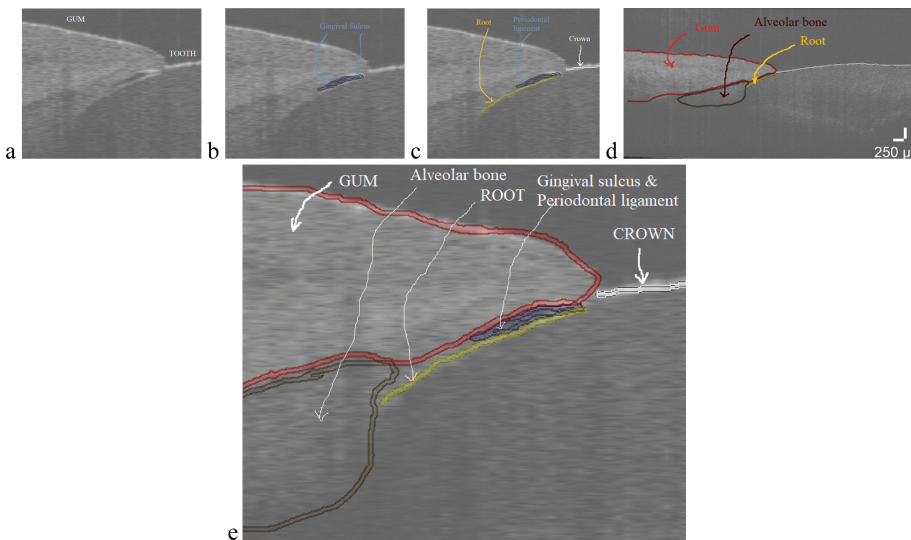 GUM
TOOTH
a
Gingival Sulcus
b
Root
Periodontal
ligament
Crown
c
Gum
Alveolar bone
Root
250 µ
d
GUM
Alveolar bone
ROOT
Gingival sulcus &
Periodontal ligament
CROWN
e